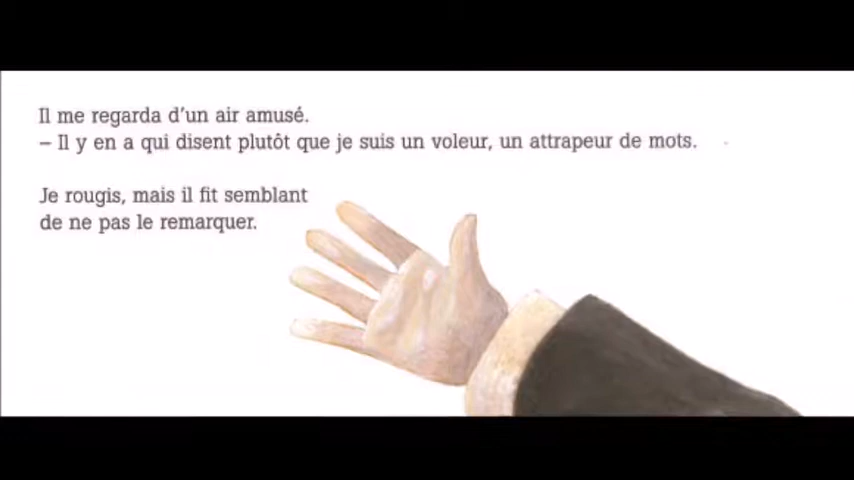 Il me regarda d'un air amusé.
– Il y en a qui disent plutôt que je suis un voleur, un attrapeur de mots.
Je rougis, mais il fit semblant
de ne pas le remarquer.